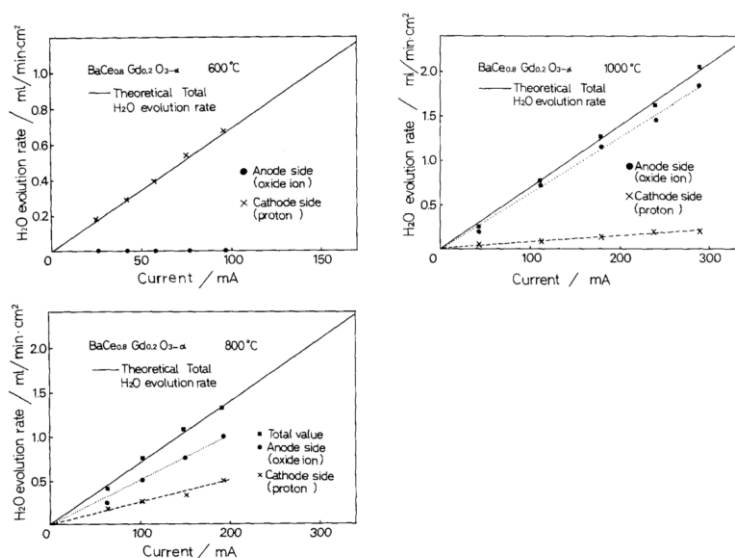 H₂O evolution rate / ml/min·cm²
1.0
0.8
0.6
0.4
0.2
BaCe0.8 Gd0.2 O3-α 600°C
Theoretical Total
H₂O evolution rate
Anode side
(oxide ion)
Cathode side
(proton)
0 50 100 150
Current / mA
H₂O evolution rate / ml/min·cm²
2.0
1.5
1.0
0.5
BaCe0.8 Gd0.2 O3-α 1000°C
Theoretical Total
H₂O evolution rate
Anode side
(oxide ion)
Cathode side
(proton)
0 100 200 300
Current / mA
H₂O evolution rate / ml/min·cm²
2.0
1.5
1.0
0.5
BaCe0.8 Gd0.2 O3-α 800°C
Theoretical Total
H₂O evolution rate
Total value
Anode side
(oxide ion)
Cathode side
(proton)
0 100 200 300
Current / mA